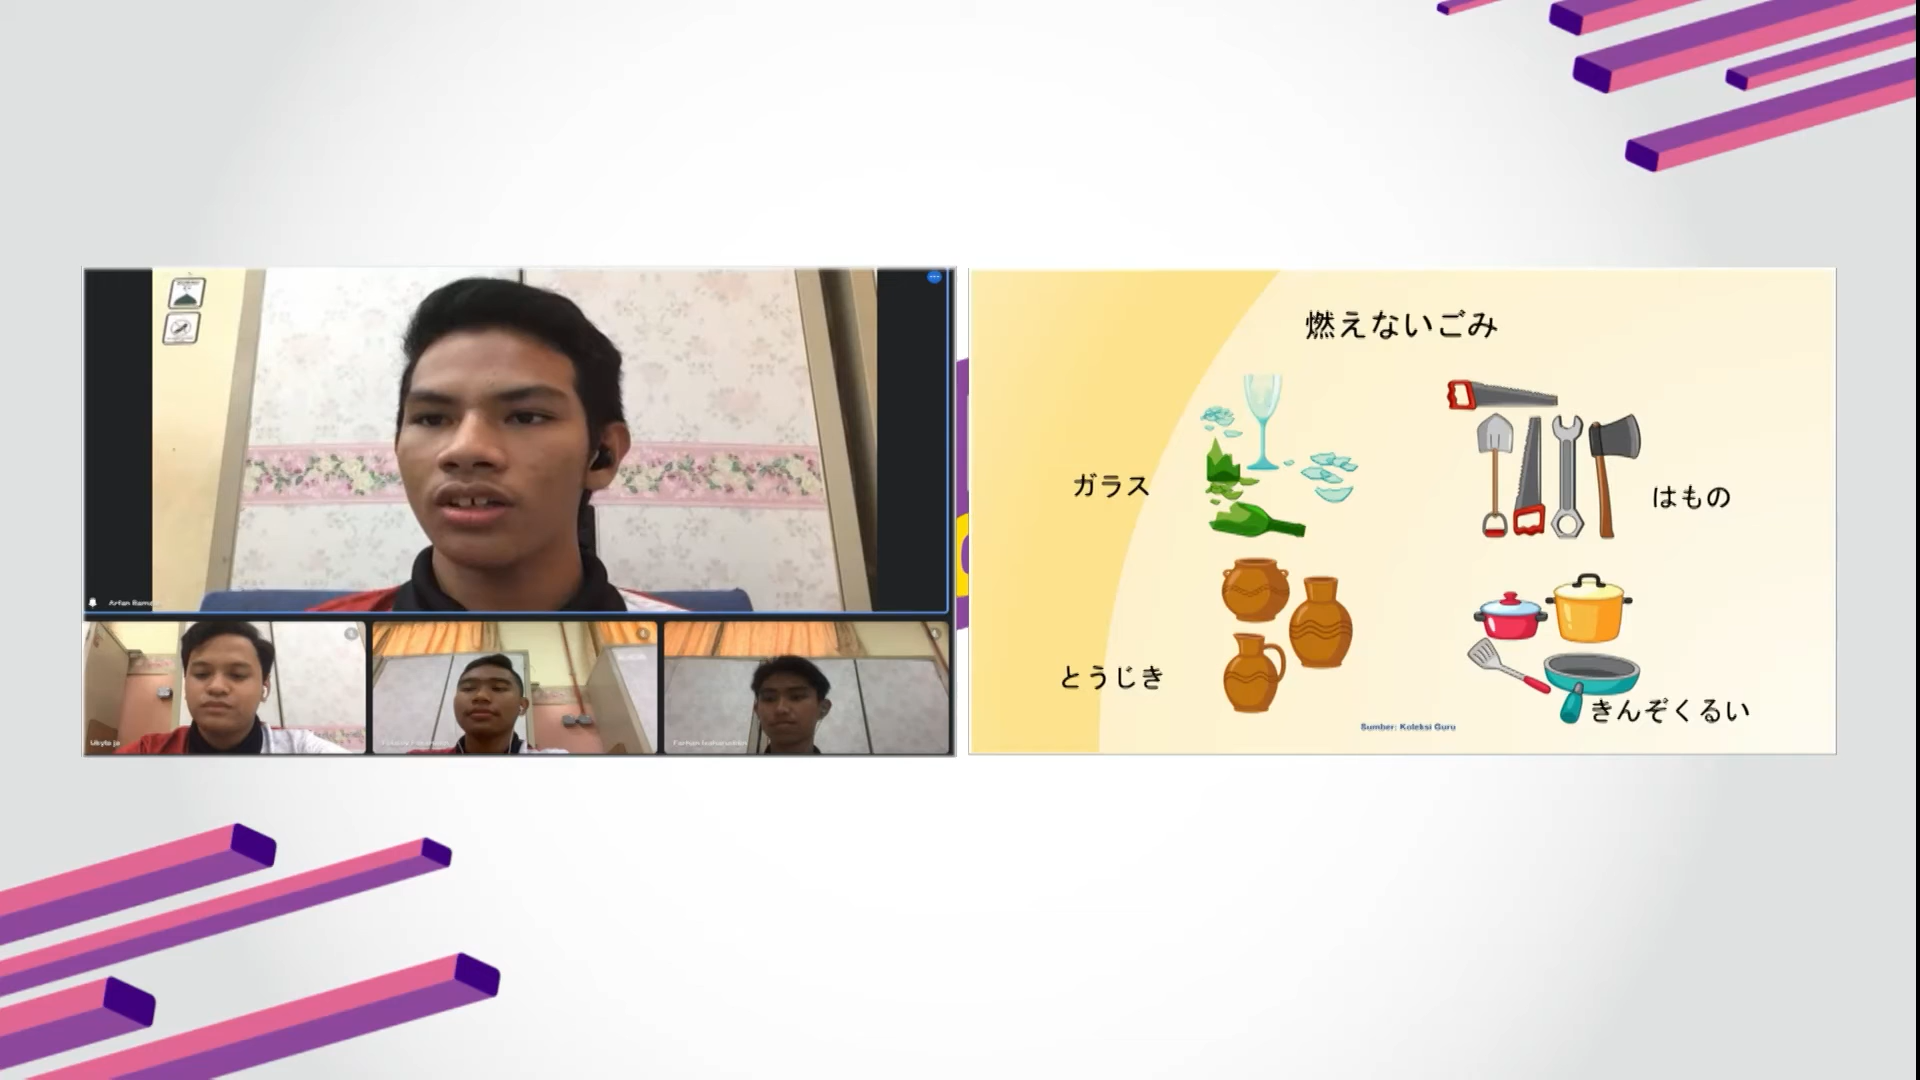 燃えないごみ
ガラス
はもの
とうじき
きんぞくるい
Sumber: Koleksi Guru